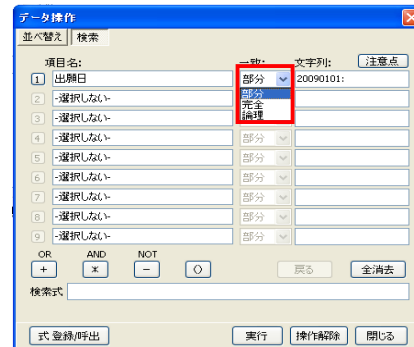 データ操作
並べ替え 検索
項目名: 一致: 文字列: 注意点
1 出願日 部分 20090101:
部分
完全
論理
2 -選択しない-
3 -選択しない-
4 -選択しない- 部分
5 -選択しない- 部分
6 -選択しない- 部分
7 -選択しない- 部分
8 -選択しない- 部分
9 -選択しない- 部分
OR AND NOT
+ * - () 戻る 全消去
検索式
式 登録/呼出 実行 操作解除 閉じる